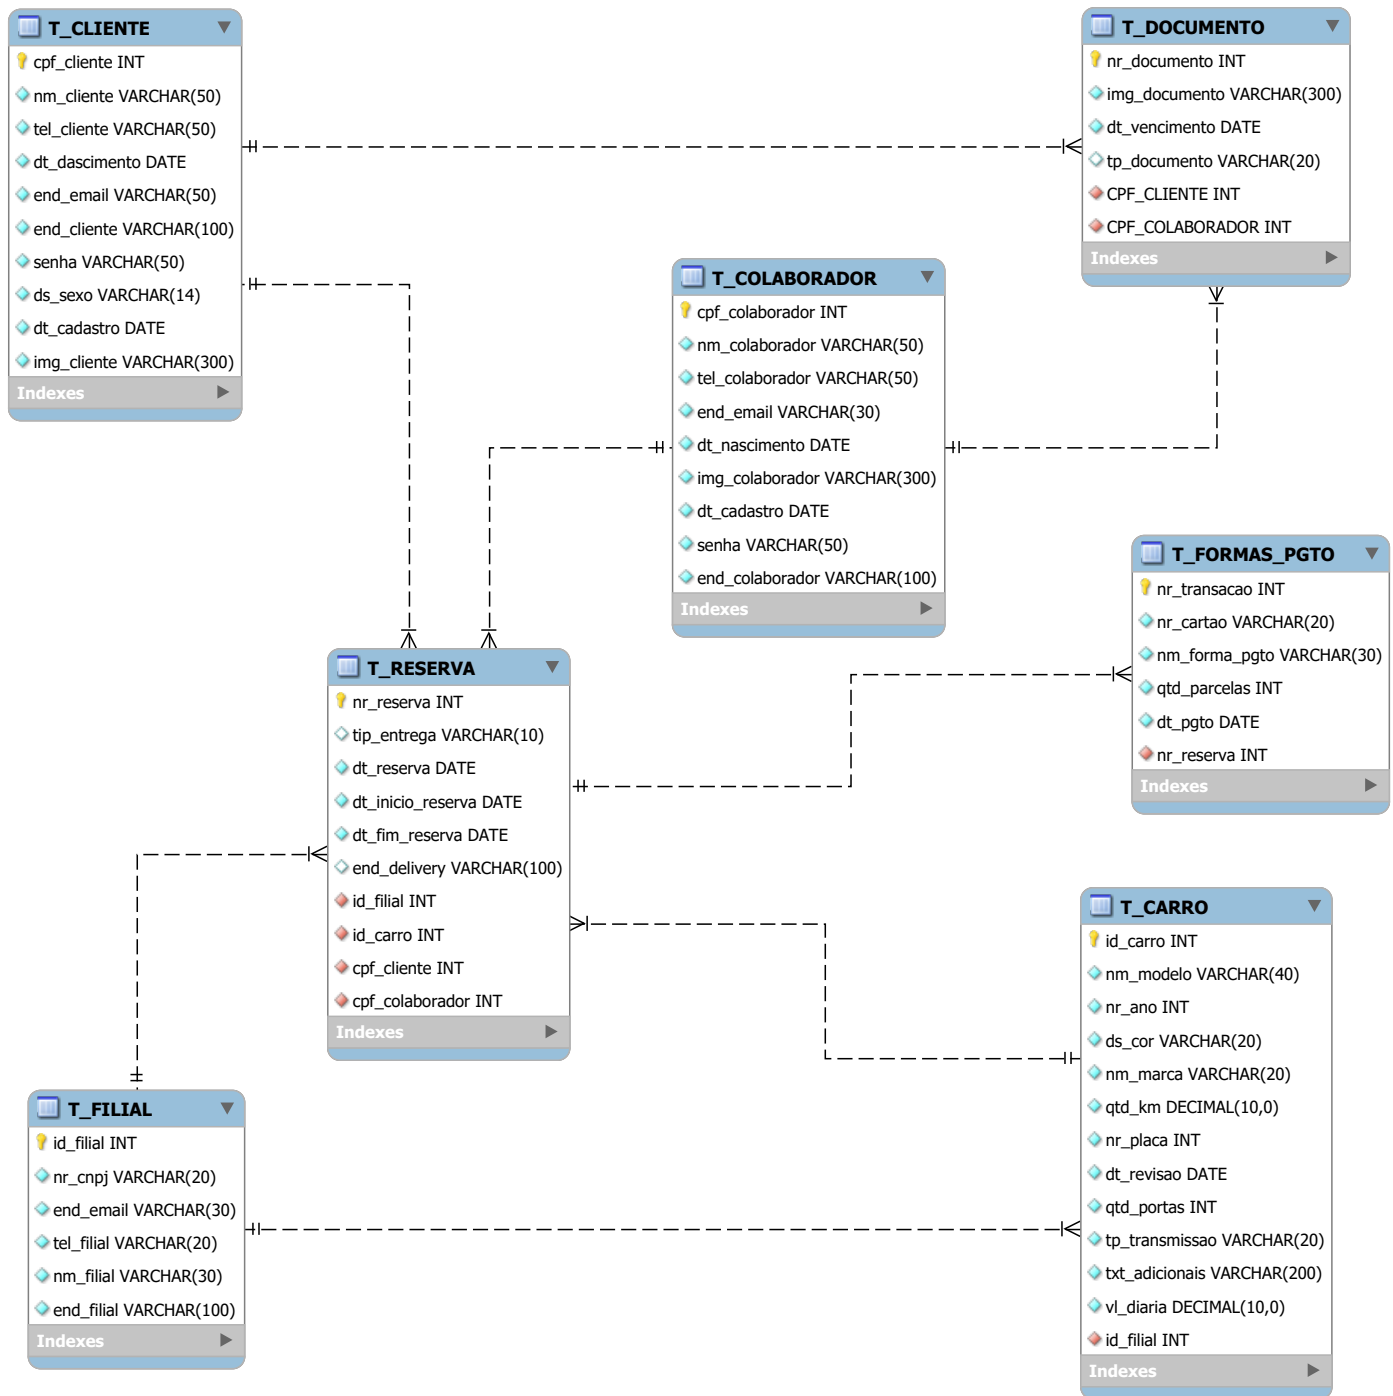 T_CLIENTE
cpf_cliente INT
nm_cliente VARCHAR(50)
tel_cliente VARCHAR(50)
dt_dascimento DATE
end_email VARCHAR(50)
end_cliente VARCHAR(100)
senha VARCHAR(50)
ds_sexo VARCHAR(14)
dt_cadastro DATE
img_cliente VARCHAR(300)
Indexes
T_DOCUMENTO
nr_documento INT
img_documento VARCHAR(300)
dt_vencimento DATE
tp_documento VARCHAR(20)
CPF_CLIENTE INT
CPF_COLABORADOR INT
Indexes
T_COLABORADOR
cpf_colaborador INT
nm_colaborador VARCHAR(50)
tel_colaborador VARCHAR(50)
end_email VARCHAR(30)
dt_nascimento DATE
img_colaborador VARCHAR(300)
dt_cadastro DATE
senha VARCHAR(50)
end_colaborador VARCHAR(100)
Indexes
T_FORMAS_PGTO
nr_transacao INT
nr_cartao VARCHAR(20)
nm_forma_pgto VARCHAR(30)
qtd_parcelas INT
dt_pgto DATE
nr_reserva INT
Indexes
T_RESERVA
nr_reserva INT
tip_entrega VARCHAR(10)
dt_reserva DATE
dt_inicio_reserva DATE
dt_fim_reserva DATE
end_delivery VARCHAR(100)
id_filial INT
id_carro INT
cpf_cliente INT
cpf_colaborador INT
Indexes
T_CARRO
id_carro INT
nm_modelo VARCHAR(40)
nr_ano INT
ds_cor VARCHAR(20)
nm_marca VARCHAR(20)
qtd_km DECIMAL(10,0)
nr_placa INT
dt_revisao DATE
qtd_portas INT
tp_transmissao VARCHAR(20)
txt_adicionais VARCHAR(200)
vl_diaria DECIMAL(10,0)
id_filial INT
Indexes
T_FILIAL
id_filial INT
nr_cnpj VARCHAR(20)
end_email VARCHAR(30)
tel_filial VARCHAR(20)
nm_filial VARCHAR(30)
end_filial VARCHAR(100)
Indexes